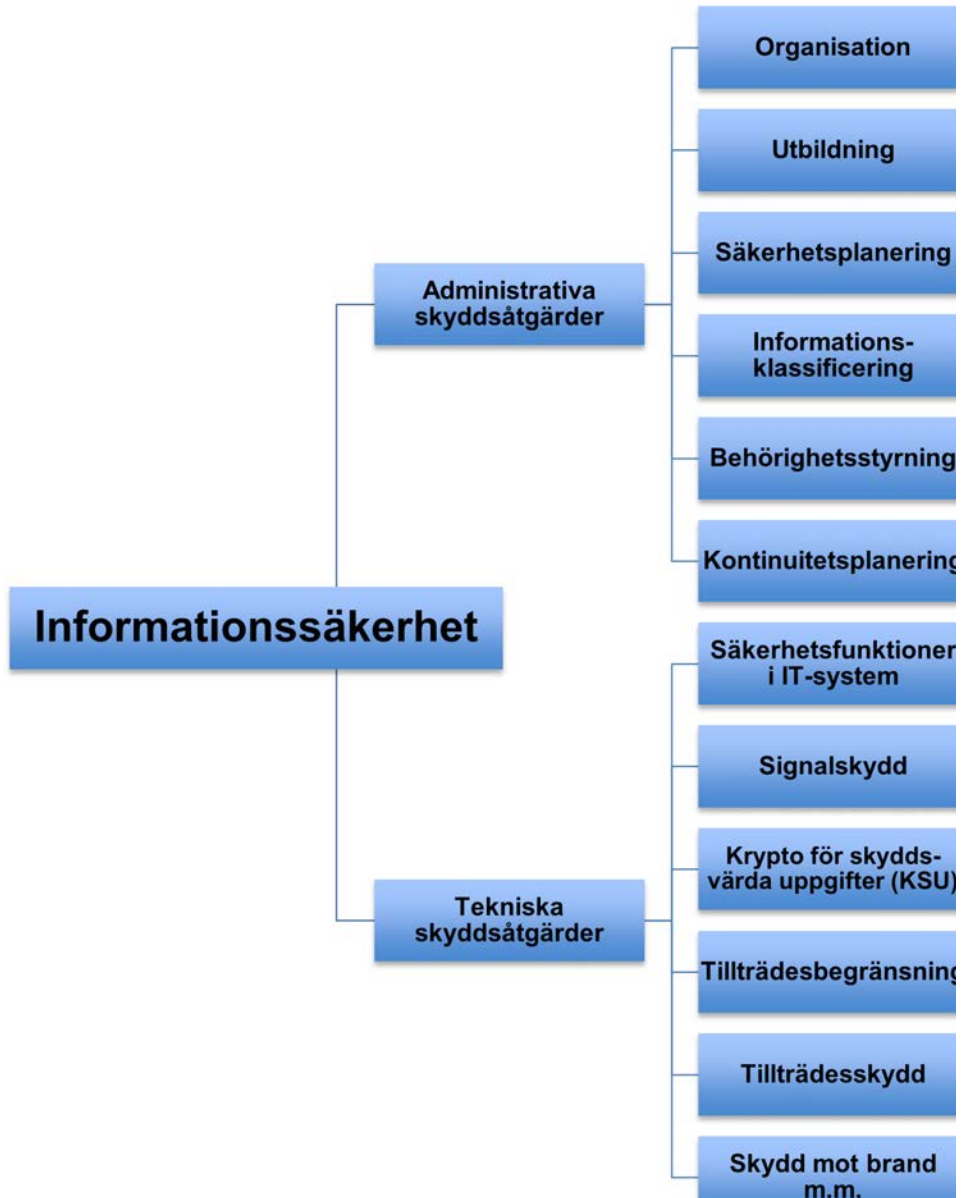 Informationssäkerhet
Administrativa
skyddsåtgärder
Organisation
Utbildning
Säkerhetsplanering
Informations-
klassificering
Behörighetsstyrning
Kontinuitetsplanering
Tekniska
skyddsåtgärder
Säkerhetsfunktioner
i IT-system
Signalskydd
Krypto för skydds-
värda uppgifter (KSU)
Tillträdesbegränsning
Tillträdesskydd
Skydd mot brand
m.m.